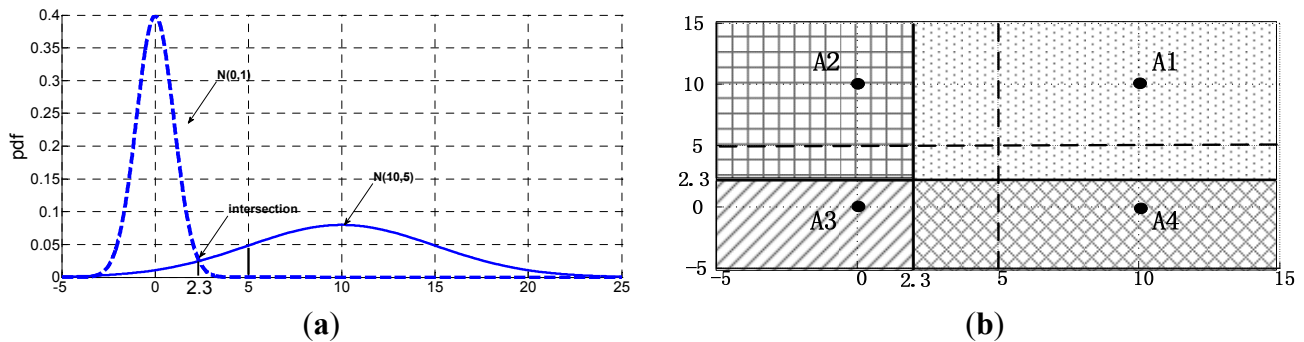 0.4
0.35
0.3
0.25
0.2
0.15
0.1
0.05
0
pdf
N(0,1)
N(10,5)
intersection
-5 0 2.3 5 10 15 20 25
(a)
15
10
5
2.3
0
-5
A2 A1
A3 A4
-5 0 2.3 5 10 15
(b)